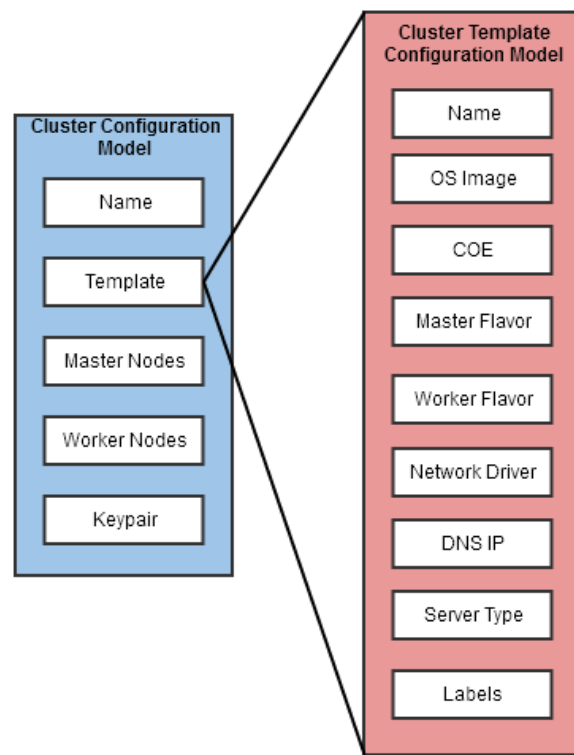 Cluster Configuration
Model
Name
Template
Master Nodes
Worker Nodes
Keypair
Cluster Template
Configuration Model
Name
OS Image
COE
Master Flavor
Worker Flavor
Network Driver
DNS IP
Server Type
Labels